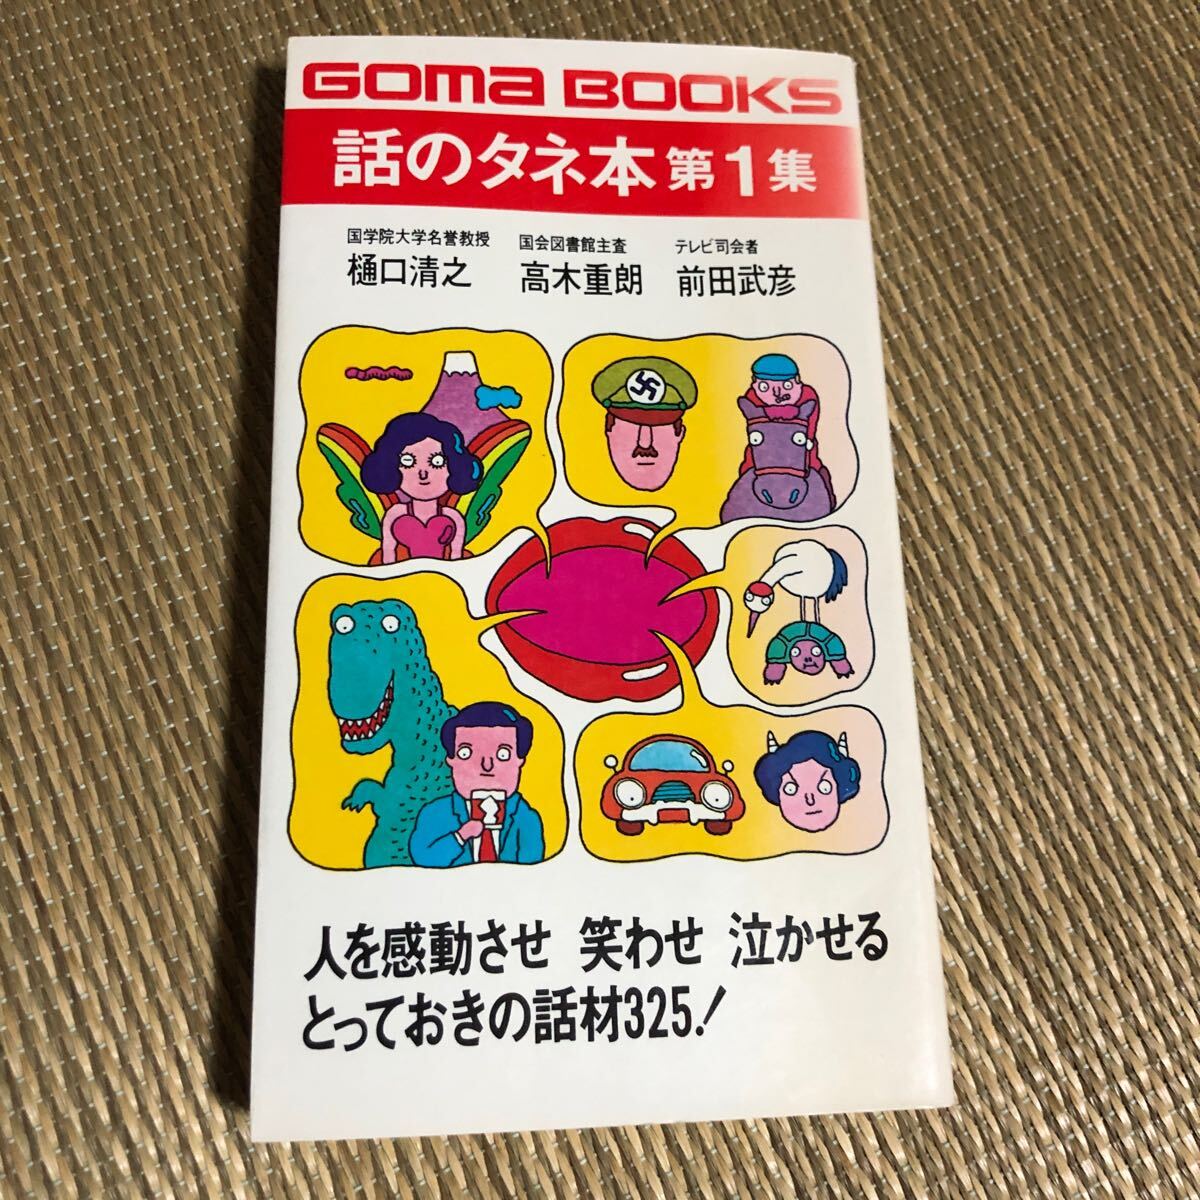 GOMA BOOKS
話のタネ本 第1集
国学院大学名誉教授 国会図書館主査 テレビ司会者
樋口清之 高木重朗 前田武彦
人を感動させ 笑わせ 泣かせる
とっておきの話材325!